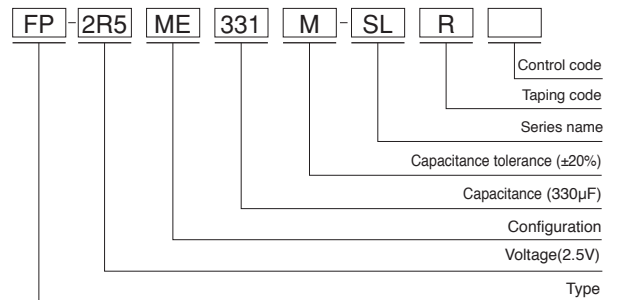 FP-2R5 ME 331 M-SL R
Control code
Taping code
Series name
Capacitance tolerance (±20%)
Capacitance (330µF)
Configuration
Voltage(2.5V)
Type